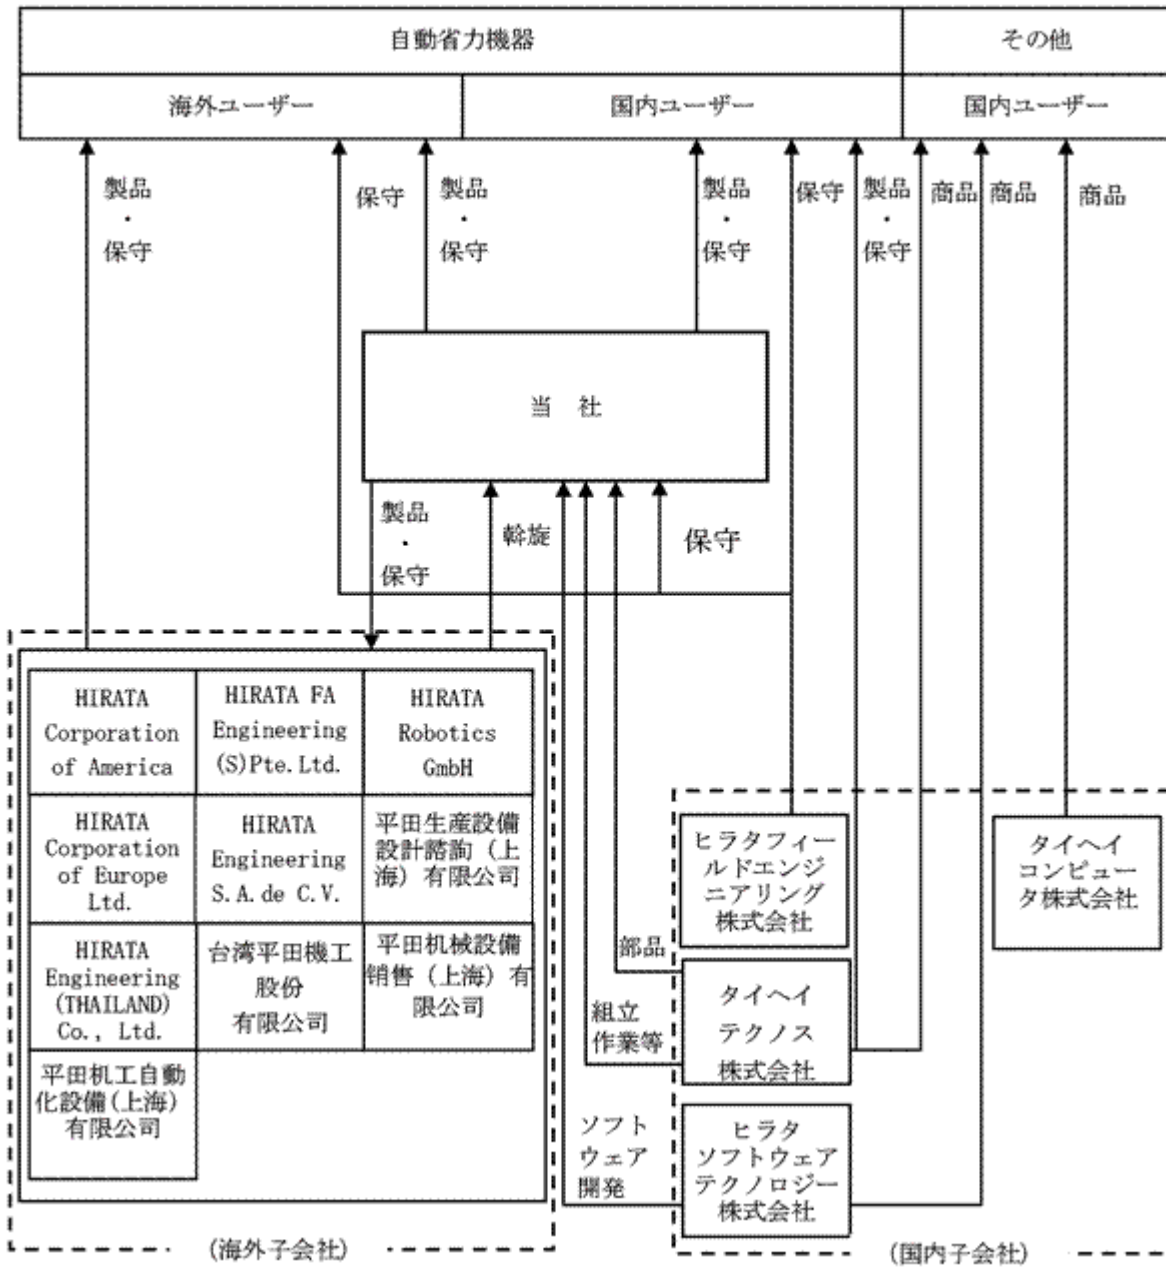 自動省力機器
その他
海外ユーザー
国内ユーザー
国内ユーザー
製品
・
保守
保守
製品
・
保守
製品
・
保守
保守
製品
・
保守
商品
商品
商品
当 社
製品
・
保守
斡旋
保守
HIRATA
Corporation
of America
HIRATA FA
Engineering
(S)Pte.Ltd.
HIRATA
Robotics
GmbH
HIRATA
Corporation
of Europe
Ltd.
HIRATA
Engineering
S.A.de C.V.
平田生産設備
設計諮詢（上
海）有限公司
HIRATA
Engineering
(THAILAND)
Co., Ltd.
台湾平田機工
股份
有限公司
平田机械設備
销售（上海）有
限公司
平田机工自動
化設備(上海)
有限公司
(海外子会社)
ヒラタフィー
ルドエンジ
ニアリング
株式会社
タイヘイ
コンピュー
タ株式会社
部品
組立
作業等
タイヘイ
テクノス
株式会社
ソフト
ウェア
開発
ヒラタ
ソフトウェア
テクノロジー
株式会社
(国内子会社)